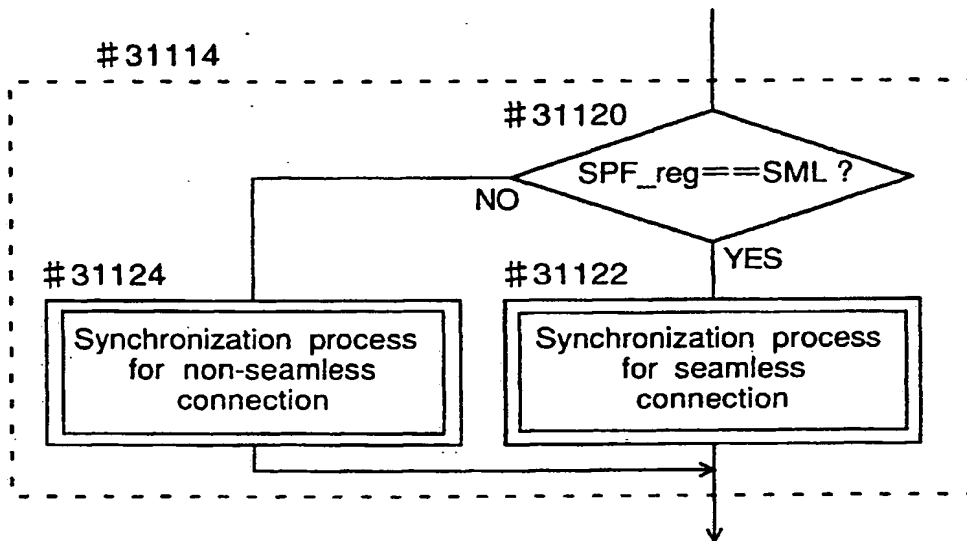 #31114
#31120
SPF_reg==SML ?
NO
YES
#31124
#31122
Synchronization process
for non-seamless
connection
Synchronization process
for seamless
connection